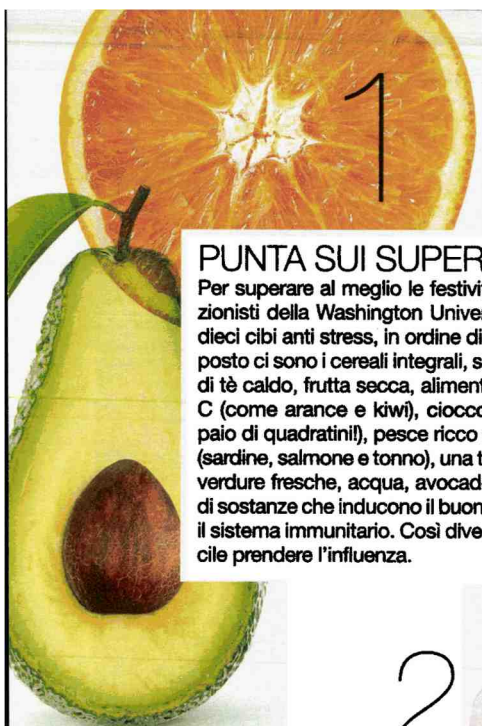 1
PUNTA SUI SUPER
Per superare al meglio le festivi
zionisti della Washington Unive
dieci cibi anti stress, in ordine di
posto ci sono i cereali integrali, s
di tè caldo, frutta secca, aliment
C (come arance e kiwi), ciocco
paio di quadratini!), pesce ricco
(sardine, salmone e tonno), una t
verdure fresche, acqua, avocad
di sostanze che inducono il buon
il sistema immunitario. Così dive
cile prendere l'influenza.
2